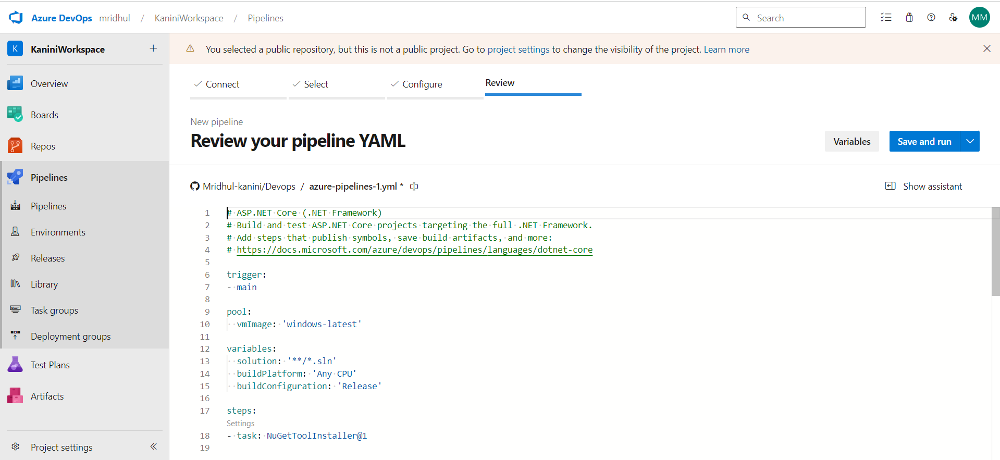 Azure DevOps mridhul / KaniniWorkspace / Pipelines
Search
MM
K KaniniWorkspace +
You selected a public repository, but this is not a public project. Go to project settings to change the visibility of the project. Learn more
Overview
Boards
Repos
Pipelines
Pipelines
Environments
Releases
Library
Task groups
Deployment groups
Test Plans
Artifacts
Project settings
Connect
Select
Configure
Review
New pipeline
Review your pipeline YAML
Variables
Save and run
Mridhul-kanini/Devops / azure-pipelines-1.yml *
Show assistant
1 # ASP.NET Core (.NET Framework)
2 # Build and test ASP.NET Core projects targeting the full .NET Framework.
3 # Add steps that publish symbols, save build artifacts, and more:
4 # https://docs.microsoft.com/azure/devops/pipelines/languages/dotnet-core
5
6 trigger:
7 - main
8
9 pool:
10 vmImage: 'windows-latest'
11
12 variables:
13 solution: '**/*.sln'
14 buildPlatform: 'Any CPU'
15 buildConfiguration: 'Release'
16
17 steps:
Settings
18 - task: NuGetToolInstaller@1
19